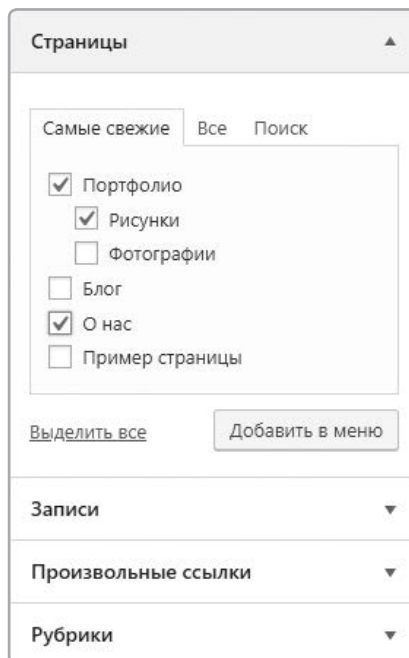 Страницы
Самые свежие Все Поиск
Портфолио
Рисунки
Фотографии
Блог
О нас
Пример страницы
Выделить все Добавить в меню
Записи
Произвольные ссылки
Рубрики